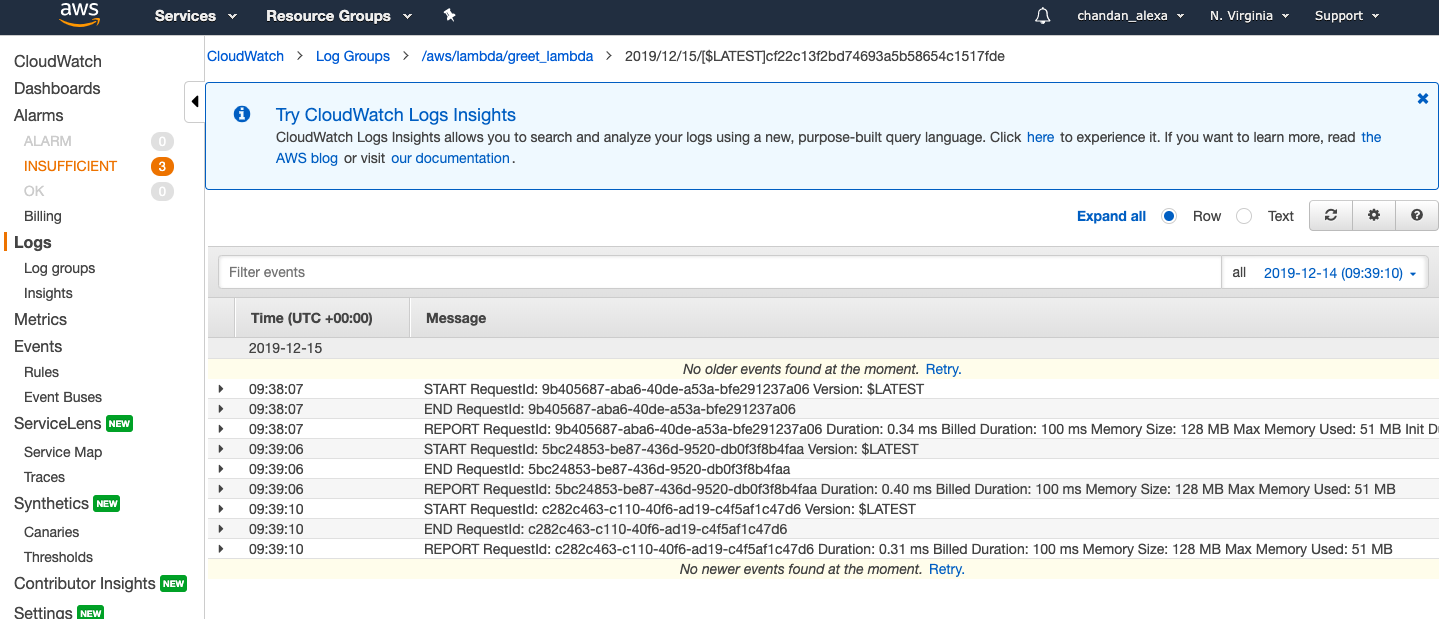 aws Services Resource Groups chandan_alexa N. Virginia Support
CloudWatch
Dashboards
Alarms
ALARM 0
INSUFFICIENT 3
OK 0
Billing
Logs
Log groups
Insights
Metrics
Events
Rules
Event Buses
ServiceLens NEW
Service Map
Traces
Synthetics NEW
Canaries
Thresholds
Contributor Insights NEW
Settings NEW
CloudWatch > Log Groups > /aws/lambda/greet_lambda > 2019/12/15/[$LATEST]cf22c13f2bd74693a5b58654c1517fde
Try CloudWatch Logs Insights
CloudWatch Logs Insights allows you to search and analyze your logs using a new, purpose-built query language. Click here to experience it. If you want to learn more, read the
AWS blog or visit our documentation.
Expand all Row Text
Filter events all 2019-12-14 (09:39:10)
Time (UTC +00:00) Message
2019-12-15
No older events found at the moment. Retry.
09:38:07 START RequestId: 9b405687-aba6-40de-a53a-bfe291237a06 Version: $LATEST
09:38:07 END RequestId: 9b405687-aba6-40de-a53a-bfe291237a06
09:38:07 REPORT RequestId: 9b405687-aba6-40de-a53a-bfe291237a06 Duration: 0.34 ms Billed Duration: 100 ms Memory Size: 128 MB Max Memory Used: 51 MB Init D
09:39:06 START RequestId: 5bc24853-be87-436d-9520-db0f3f8b4faa Version: $LATEST
09:39:06 END RequestId: 5bc24853-be87-436d-9520-db0f3f8b4faa
09:39:06 REPORT RequestId: 5bc24853-be87-436d-9520-db0f3f8b4faa Duration: 0.40 ms Billed Duration: 100 ms Memory Size: 128 MB Max Memory Used: 51 MB
09:39:10 START RequestId: c282c463-c110-40f6-ad19-c4f5af1c47d6 Version: $LATEST
09:39:10 END RequestId: c282c463-c110-40f6-ad19-c4f5af1c47d6
09:39:10 REPORT RequestId: c282c463-c110-40f6-ad19-c4f5af1c47d6 Duration: 0.31 ms Billed Duration: 100 ms Memory Size: 128 MB Max Memory Used: 51 MB
No newer events found at the moment. Retry.